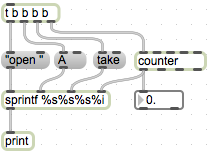 t b b b b
"open " A take counter
sprintf %s%s%s%i 0.
print